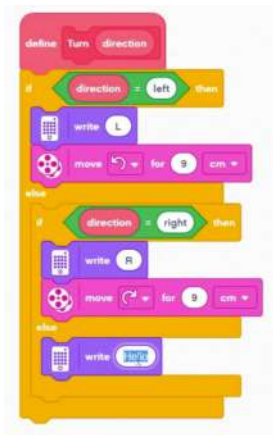 define Turn direction
if direction = left then
write L
move for 9 cm
else
if direction = right then
write R
move for 9 cm
else
write Hello